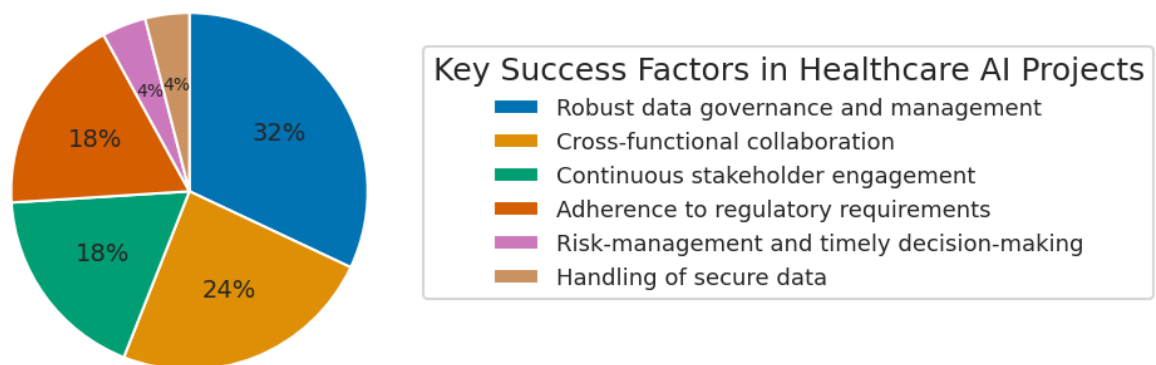 4%
4%
32%
18%
18%
24%
Key Success Factors in Healthcare AI Projects
Robust data governance and management
Cross-functional collaboration
Continuous stakeholder engagement
Adherence to regulatory requirements
Risk-management and timely decision-making
Handling of secure data